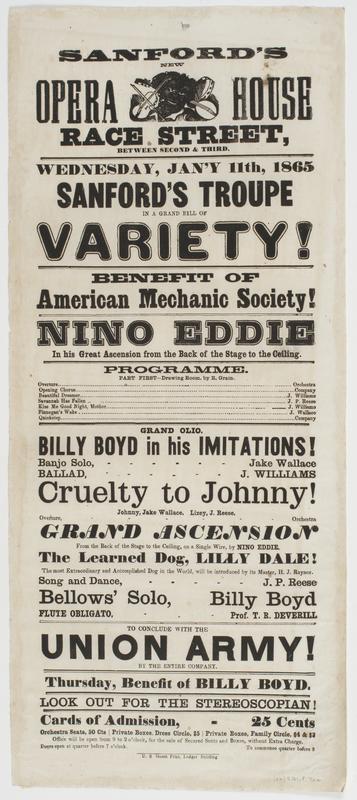 SANFORD'S
NEW
OPERA HOUSE
RACE STREET,
BETWEEN SECOND & THIRD.
WEDNESDAY, JAN'Y 11th, 1865
SANFORD'S TROUPE
IN A GRAND BILL OF
VARIETY!
BENEFIT OF
American Mechanic Society!
NINO EDDIE
In his Great Ascension from the Back of the Stage to the Ceiling.
PROGRAMME.
PART FIRST—Drawing Room, by R. Grain.
Overture, Orchestra
Opening Chorus, Company
Beautiful Dreamer, J. Williams
Savannah Has Fallen, J. P. Reese
Kiss Me Good Night, Mother, J. Williams
Finnegan's Wake, J. Wallace
Quickstep, Company
GRAND OLIO.
BILLY BOYD in his IMITATIONS!
Banjo Solo, - - - - Jake Wallace
BALLAD, - - - - J. WILLIAMS
Cruelty to Johnny!
Johnny, Jake Wallace. Lizzy, J. Reese.
Overture, Orchestra
GRAND ASCENSION
From the Back of the Stage to the Ceiling, on a Single Wire, by NINO EDDIE.
The Learned Dog, LILLY DALE!
The most Extraordinary and Accomplished Dog in the World, will be introduced by its Master, H. J. Raynor.
Song and Dance, - - - J. P. Reese
Bellows' Solo, - - Billy Boyd
FLUTE OBLIGATO, - - - Prof. T. R. DEVERILL
TO CONCLUDE WITH THE
UNION ARMY!
BY THE ENTIRE COMPANY.
Thursday, Benefit of BILLY BOYD.
LOOK OUT FOR THE STEREOSCOPIAN!
Cards of Admission, - 25 Cents
Orchestra Seats, 50 Cts | Private Boxes, Dress Circle, $5 | Private Boxes, Family Circle, $4 & $3
Office will be open from 9 to 2 o'clock, for the sale of Secured Seats and Boxes, without Extra Charge.
Doors open at quarter before 7 o'clock. To commence quarter before 8
U. S. Steam Print, Ledger Building